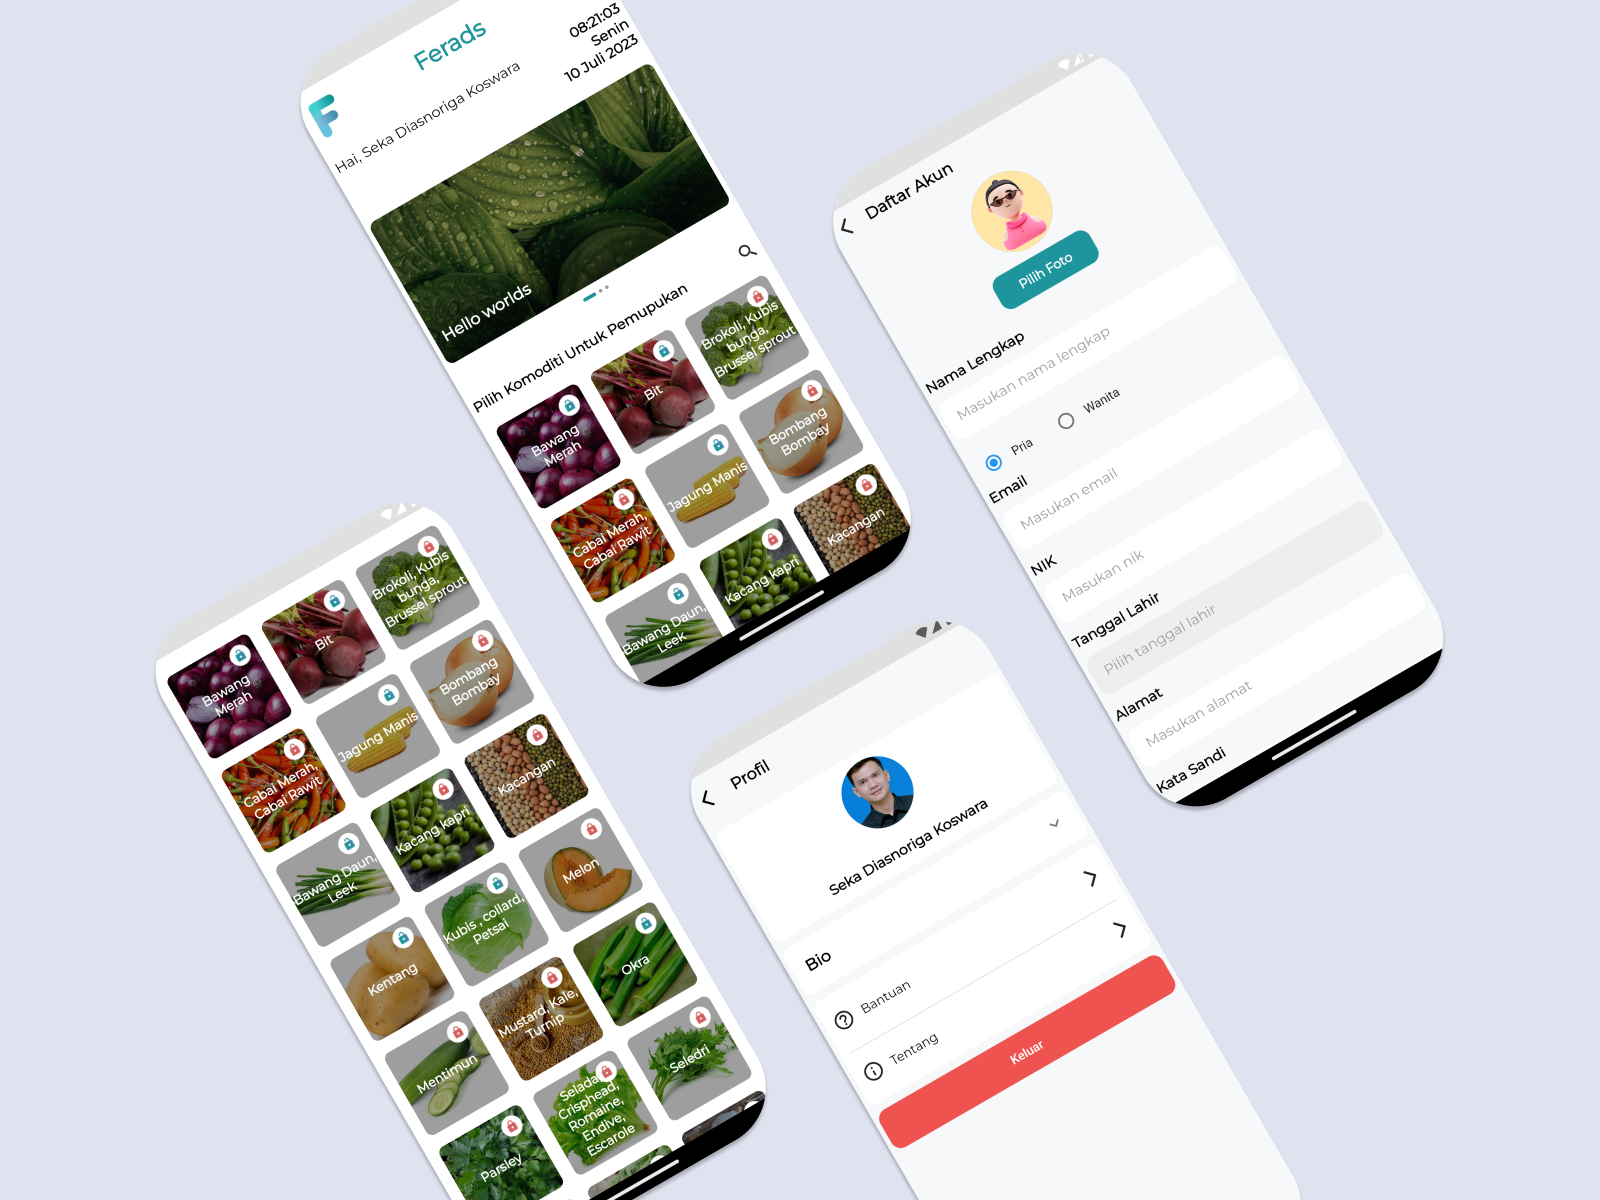 Ferads
08:21:03
Senin
10 Juli 2023
Hai, Seka Diasnoriga Koswara
Hello worlds
Pilih Komoditi Untuk Pemupukan
Bawang
Merah
Bit
Brokoli, Kubis
bunga,
Brussel sprout
Cabai Merah,
Cabai Rawit
Jagung Manis
Bombang
Bombay
Bawang Daun,
Leek
Kacang kapri
Kacangan
Daftar Akun
Pilih Foto
Nama Lengkap
Masukan nama lengkap
Pria
Wanita
Email
Masukan email
NIK
Masukan nik
Tanggal Lahir
Pilih tanggal lahir
Alamat
Masukan alamat
Kata Sandi
Bawang
Merah
Bit
Brokoli, Kubis
bunga,
Brussel sprout
Cabai Merah,
Cabai Rawit
Jagung Manis
Bombang
Bombay
Bawang Daun,
Leek
Kacang kapri
Kacangan
Kentang
Kubis , collard,
Petsai
Melon
Mentimun
Mustard, Kale,
Turnip
Okra
Parsley
Selada
Crisphead,
Romaine,
Endive,
Escarole
Seledri
Profil
Seka Diasnoriga Koswara
Bio
Bantuan
Tentang
Keluar